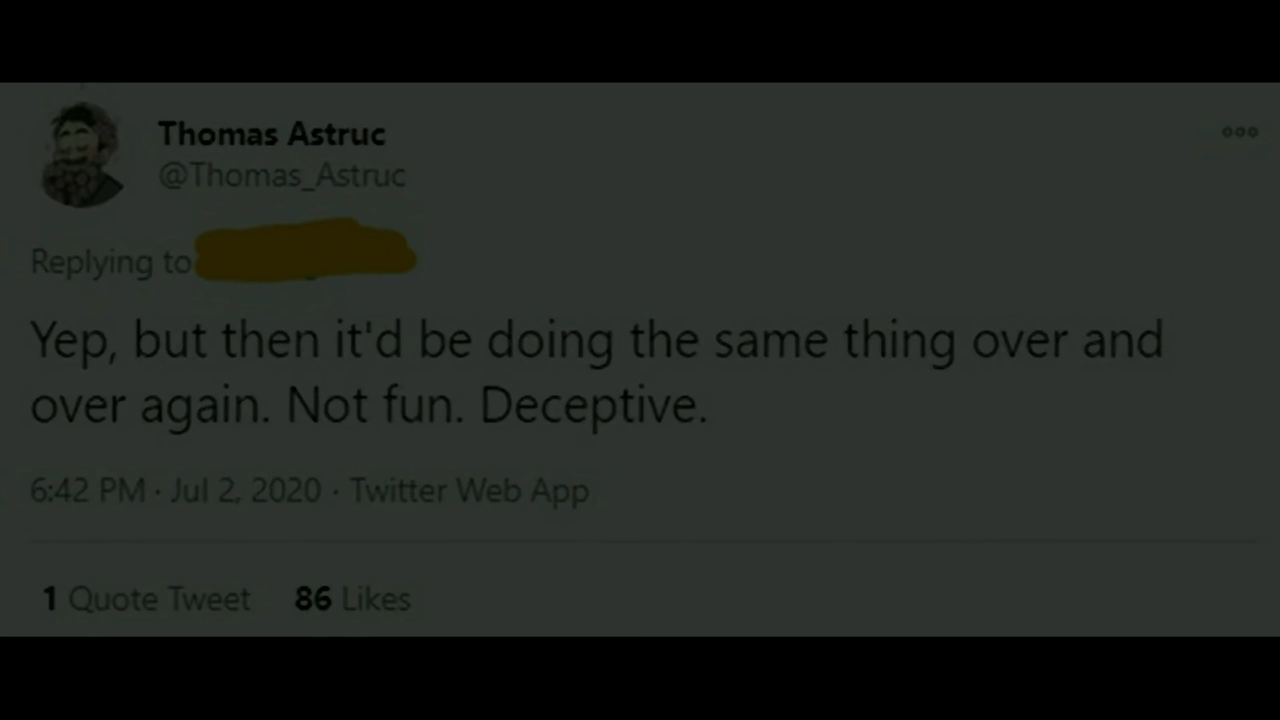 Thomas Astruc
@Thomas_Astruc
Replying to
Yep, but then it'd be doing the same thing over and
over again. Not fun. Deceptive.
6:42 PM · Jul 2, 2020 · Twitter Web App
1 Quote Tweet 86 Likes